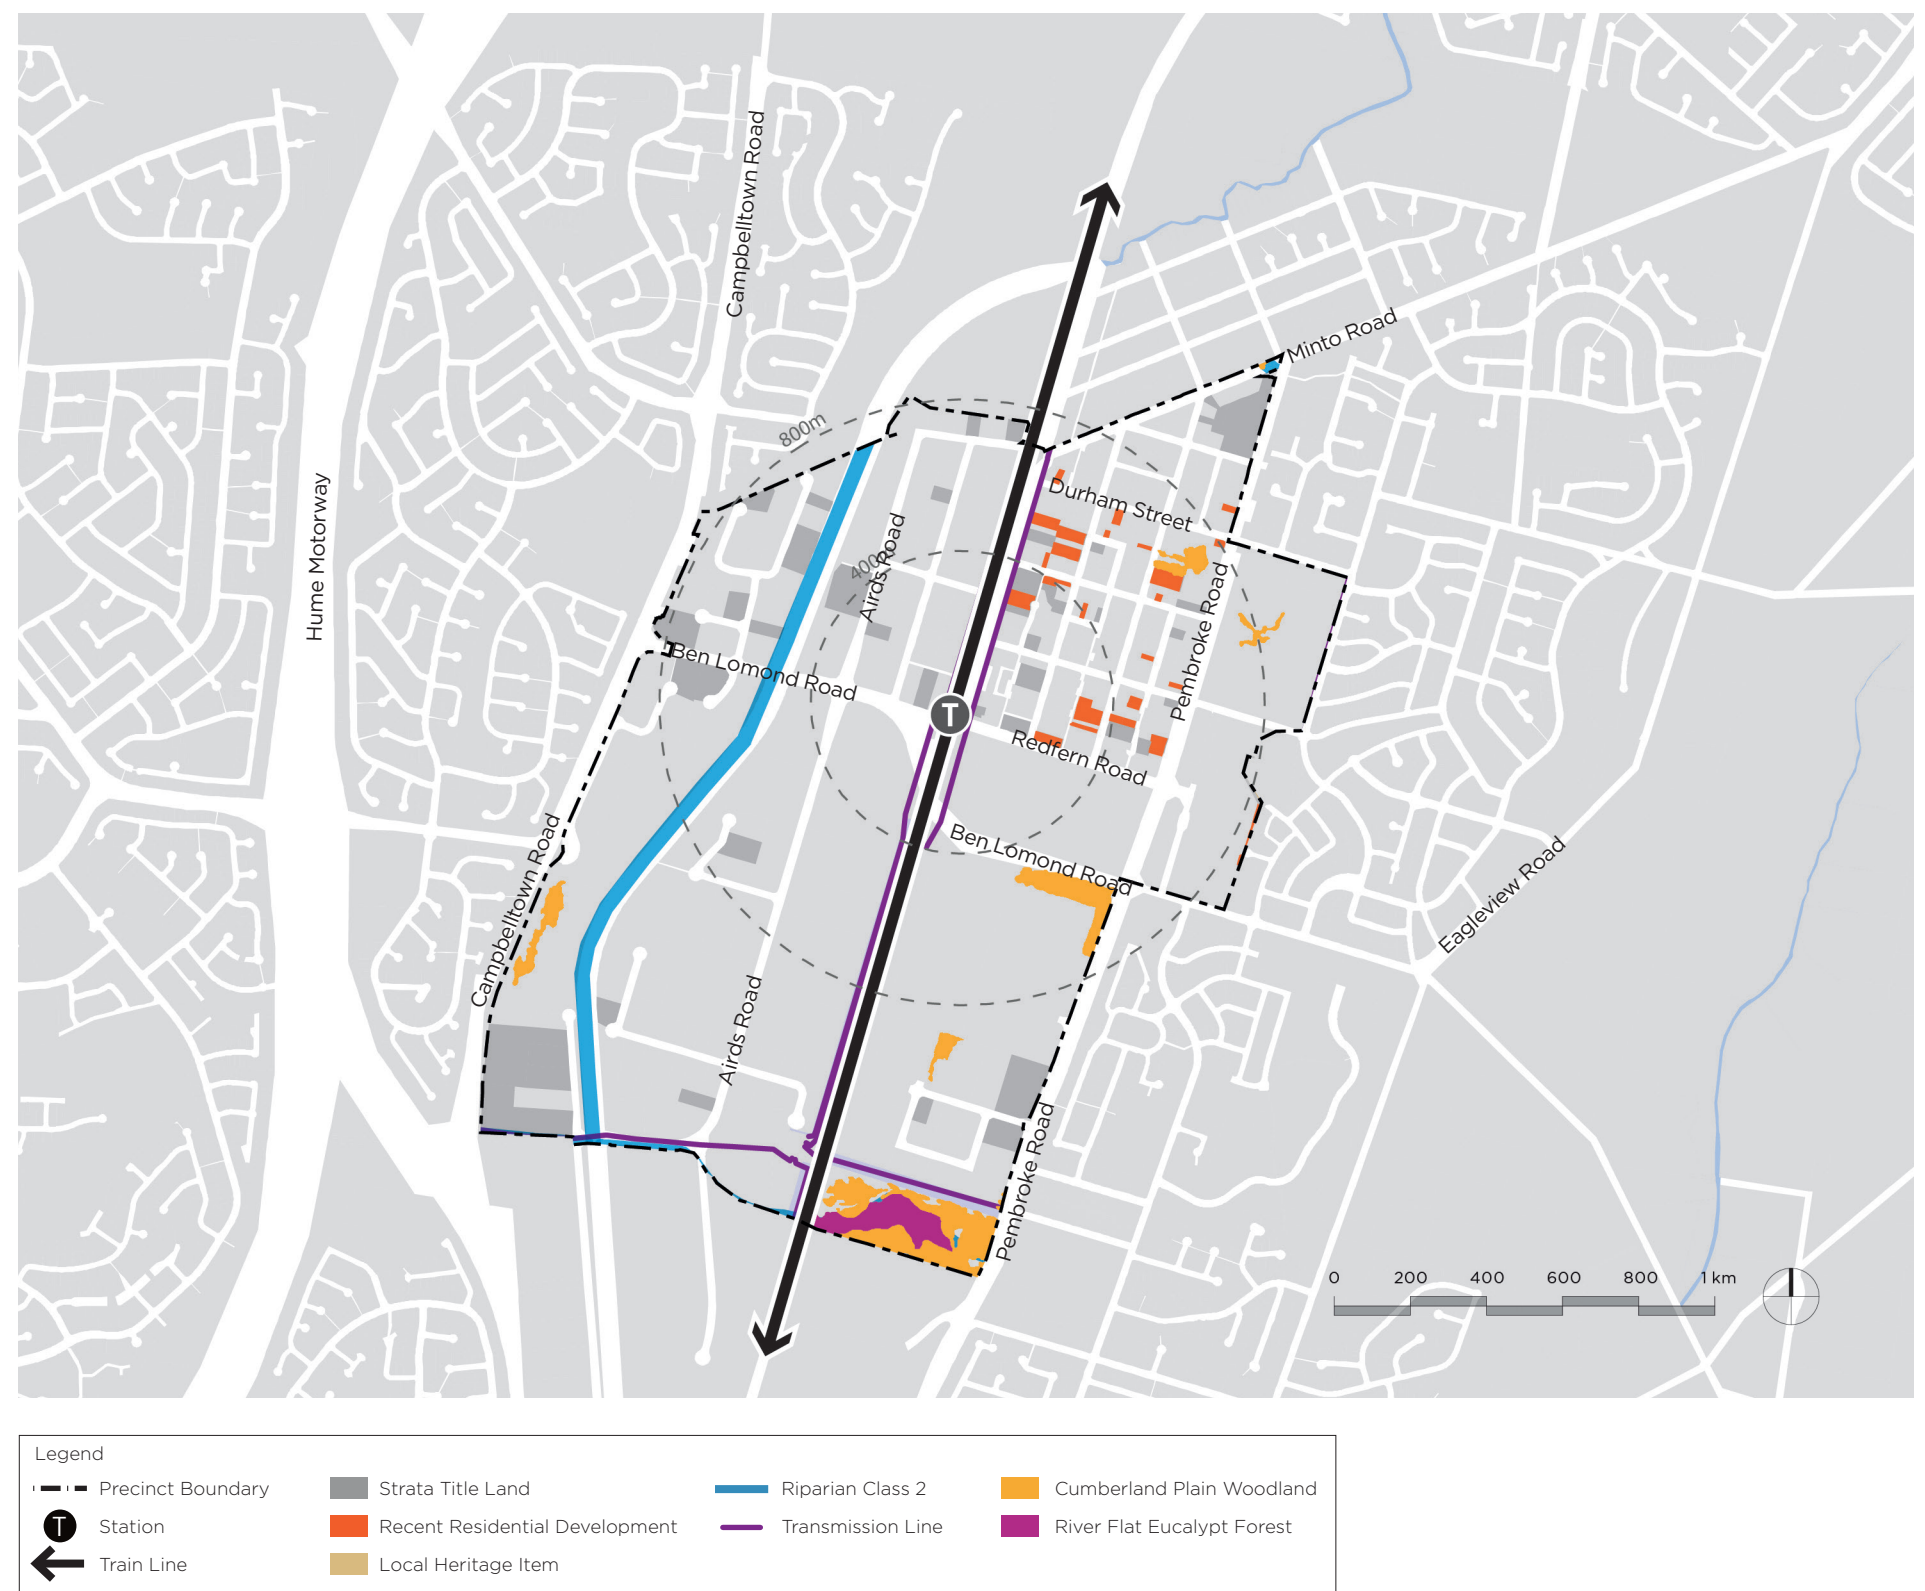 Campbelltown Road
Minto Road
800m
Durham Street
Hume Motorway
Airds Road
400m
Pembroke Road
Ben Lomond Road
T
Redfern Road
Ben Lomond Road
Campbelltown Road
Eagleview Road
Airds Road
Pembroke Road
0 200 400 600 800 1 km
Legend
Precinct Boundary
Strata Title Land
Riparian Class 2
Cumberland Plain Woodland
T
Station
Recent Residential Development
Transmission Line
River Flat Eucalypt Forest
Train Line
Local Heritage Item